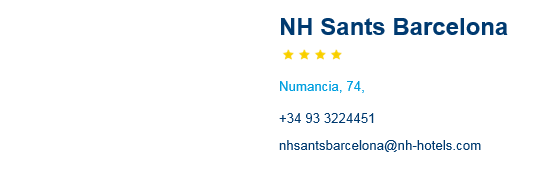 NH Sants Barcelona
Numancia, 74,
+34 93 3224451
nhsantsbarcelona@nh-hotels.com